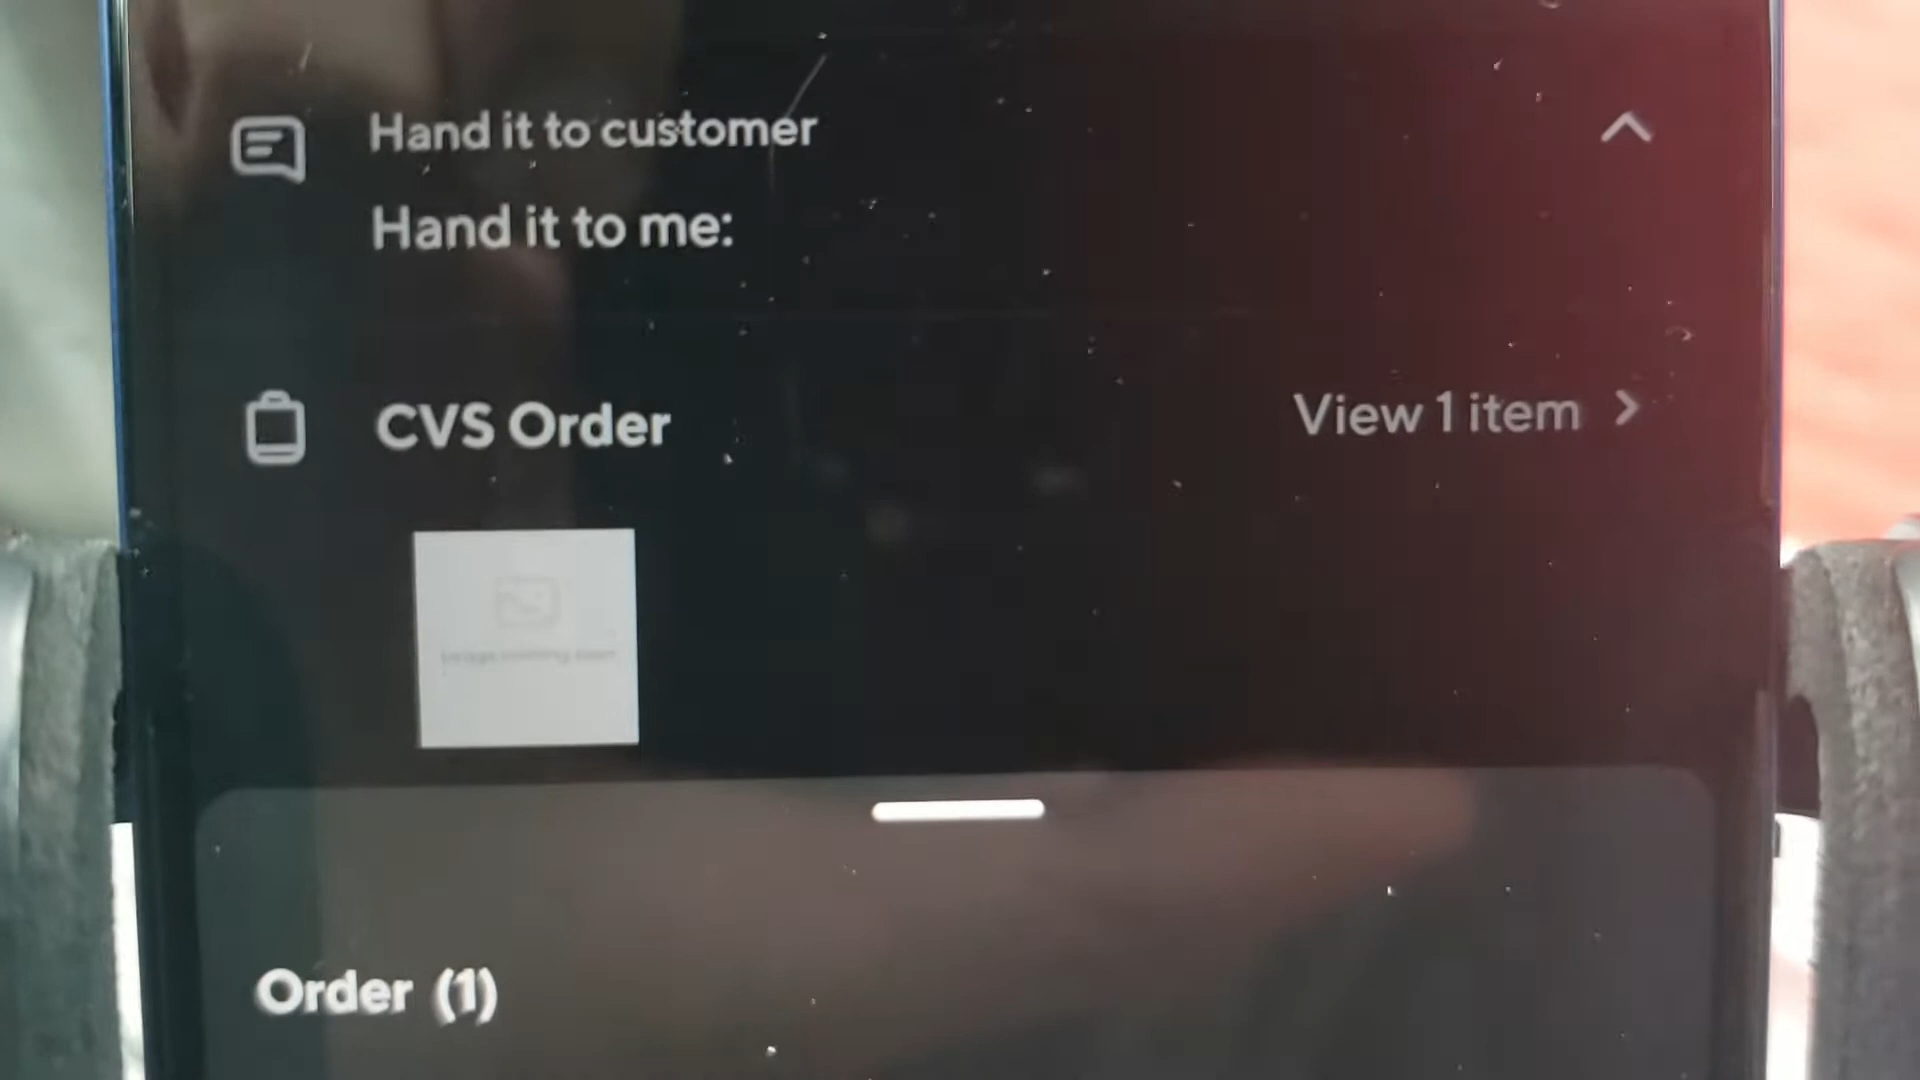 Hand it to customer
Hand it to me:
CVS Order
View 1 item
Order (1)